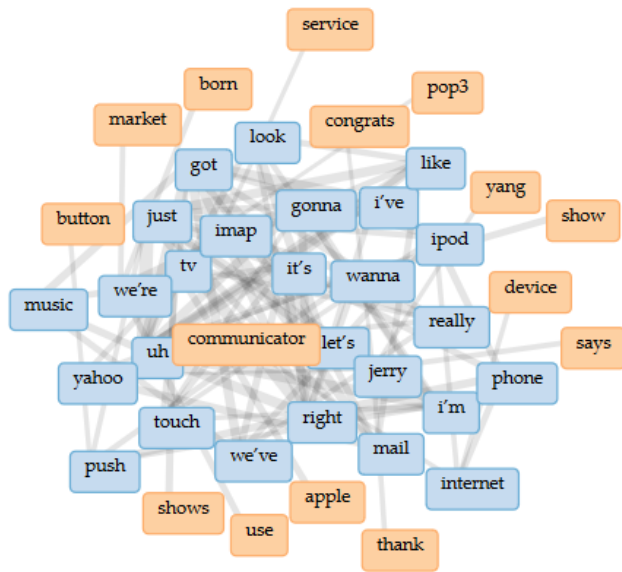 service
born
pop3
market
congrats
look
got
like
yang
button
just
gonna
i've
show
imap
ipod
tv
it's
wanna
music
we're
device
really
communicator
let's
says
uh
yahoo
jerry
phone
touch
right
i'm
we've
mail
push
internet
shows
apple
use
thank